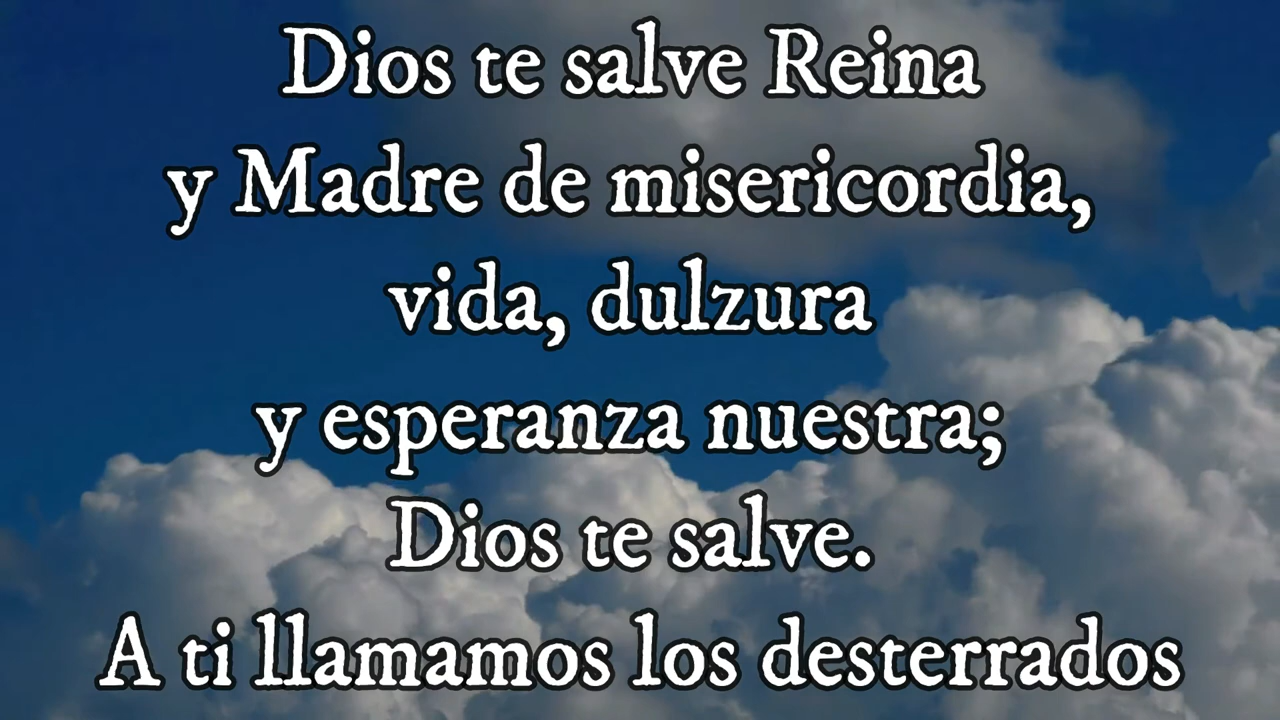 Dios te salve Reina
y Madre de misericordia,
vida, dulzura
y esperanza nuestra;
Dios te salve.
A ti llamamos los desterrados